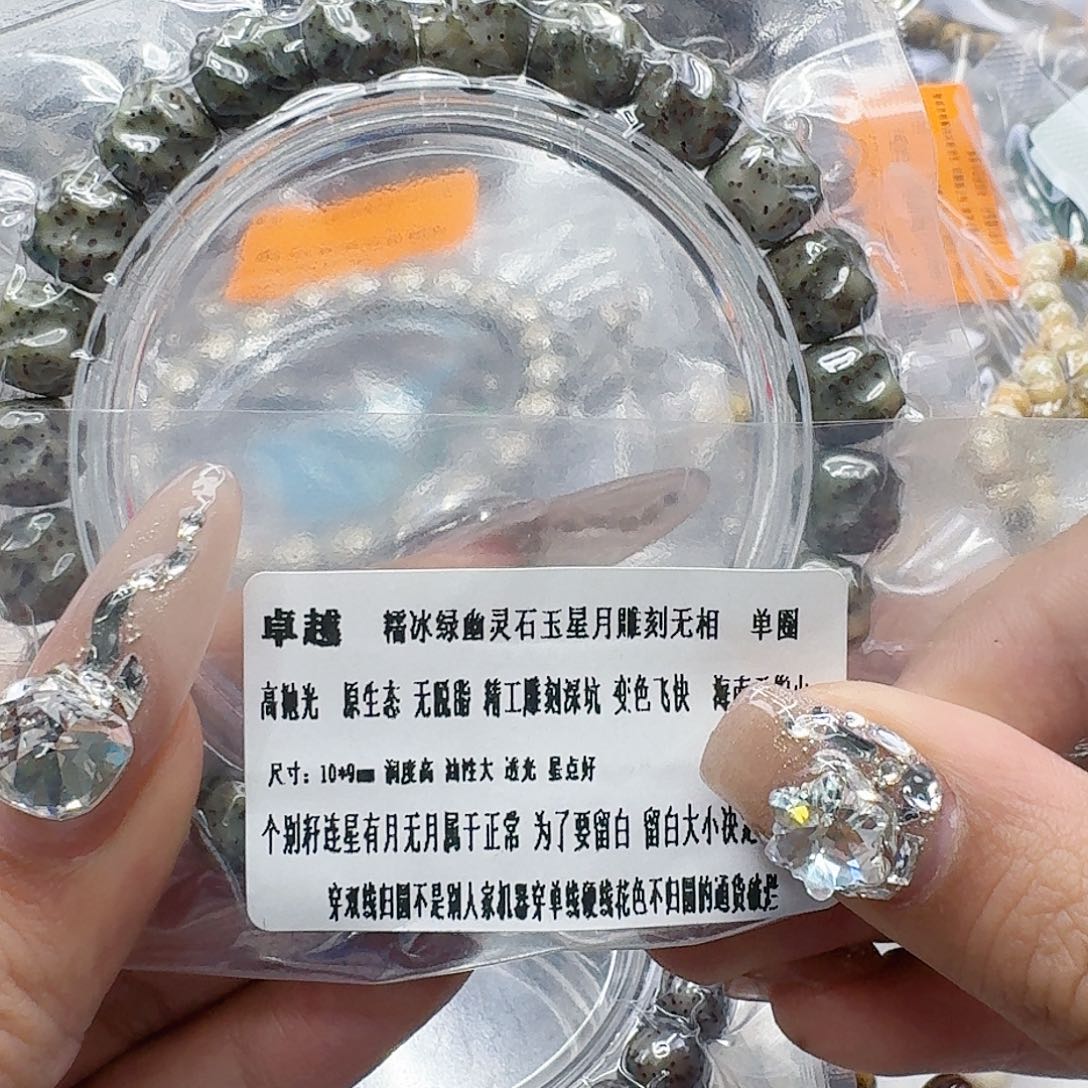 卓越 糯冰绿幽灵石玉星月雕刻无相 单圈
高抛光 原生态 无脱脂 精工雕刻深坑 变色飞快 海南
尺寸：10*9mm 润度高 油性大 透光 星点好
个别籽连星有月无月属于正常 为了要留白 留白大小决定
穿双线归圆不是别人家机器穿单线硬线花色不归圆的通货破烂